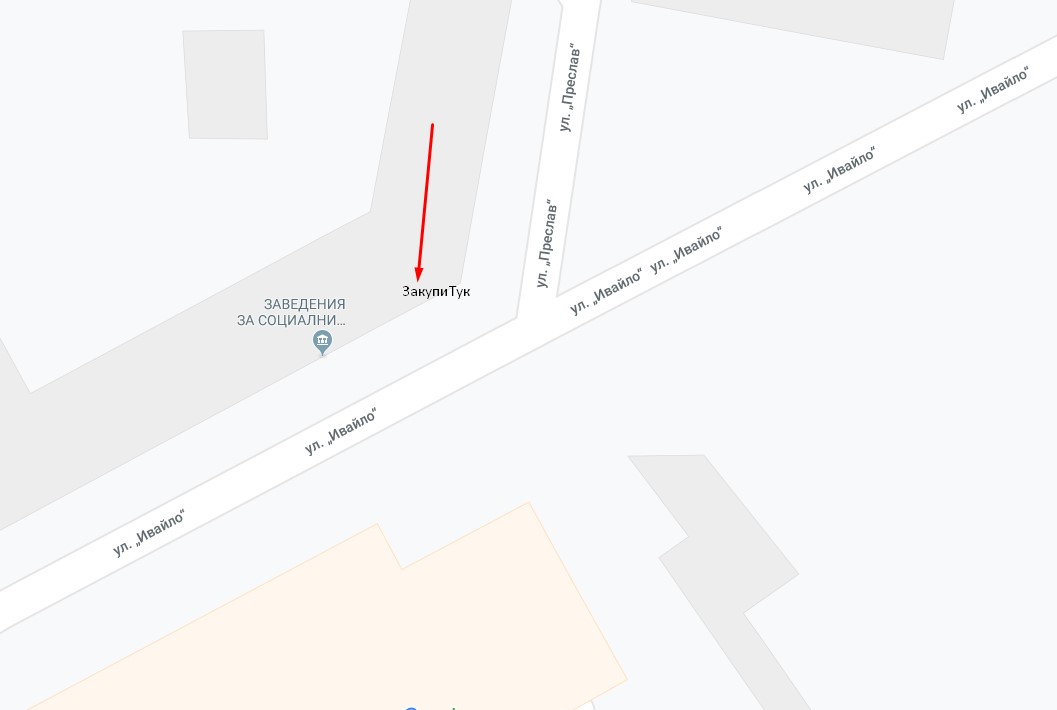 ул. „Преслав“
ул. „Ивайло“
ул. „Ивайло“
ул. „Преслав“
ул. „Ивайло“
ул. „Ивайло“
ЗакупиТук
ЗАВЕДЕНИЯ
ЗА СОЦИАЛНИ...
ул. „Ивайло“
ул. „Ивайло“